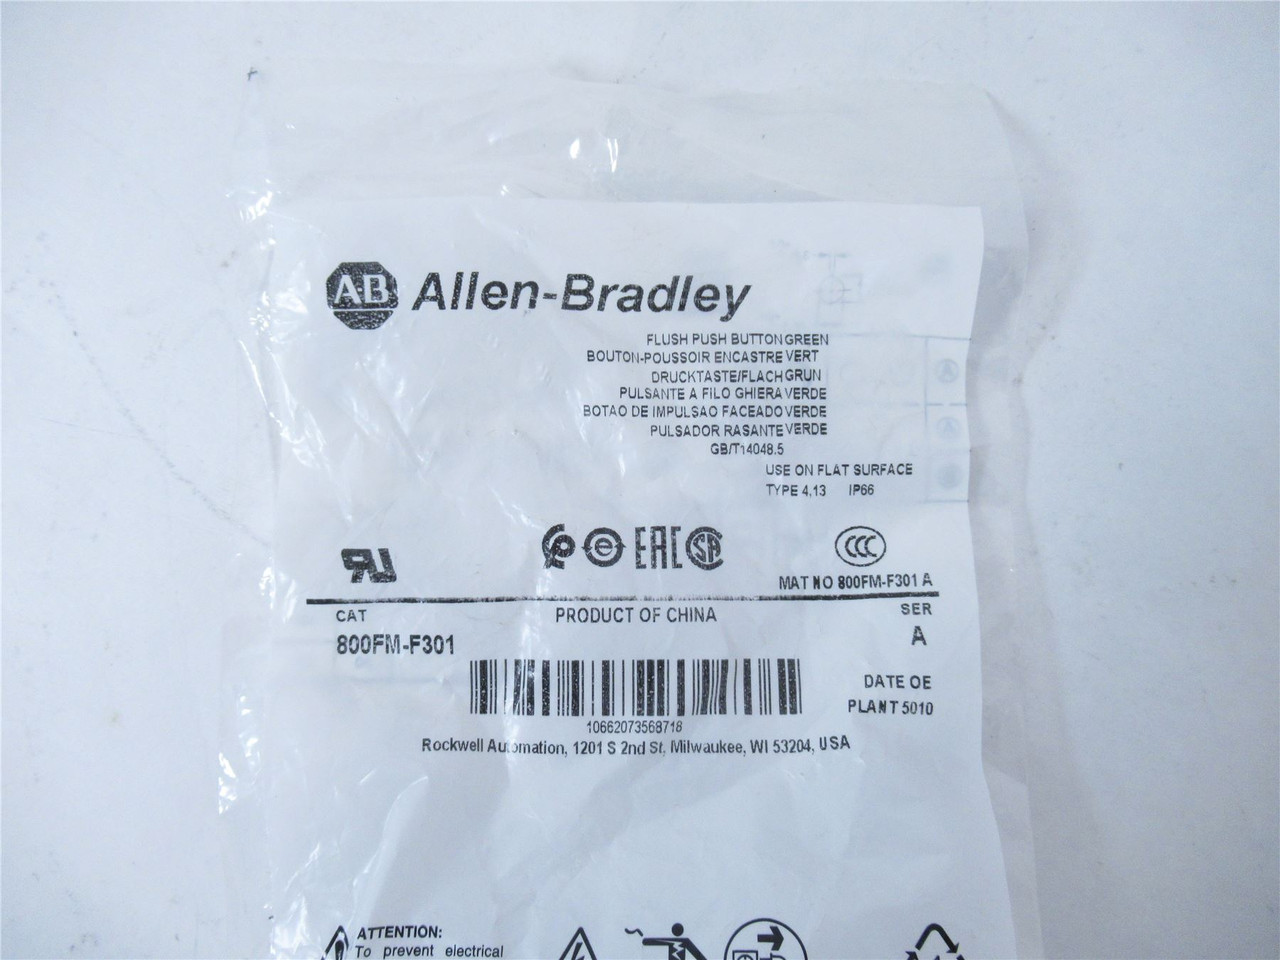 AB Allen-Bradley
FLUSH PUSH BUTTON GREEN
BOUTON-POUSSOIR ENCASTRE VERT
DRUCKTASTE/FLACH GRUN
PULSANTE A FILO GHIERA VERDE
BOTAO DE IMPULSAO FACEADO VERDE
PULSADOR RASANTE VERDE
GB/T14048.5
USE ON FLAT SURFACE
TYPE 4,13 IP66
RU e EAC SA CCC
MAT NO 800FM-F301 A
CAT PRODUCT OF CHINA SER
800FM-F301 A
DATE OE
PLANT 5010
10662073568718
Rockwell Automation, 1201 S 2nd St, Milwaukee, WI 53204, USA
ATTENTION:
To prevent electrical